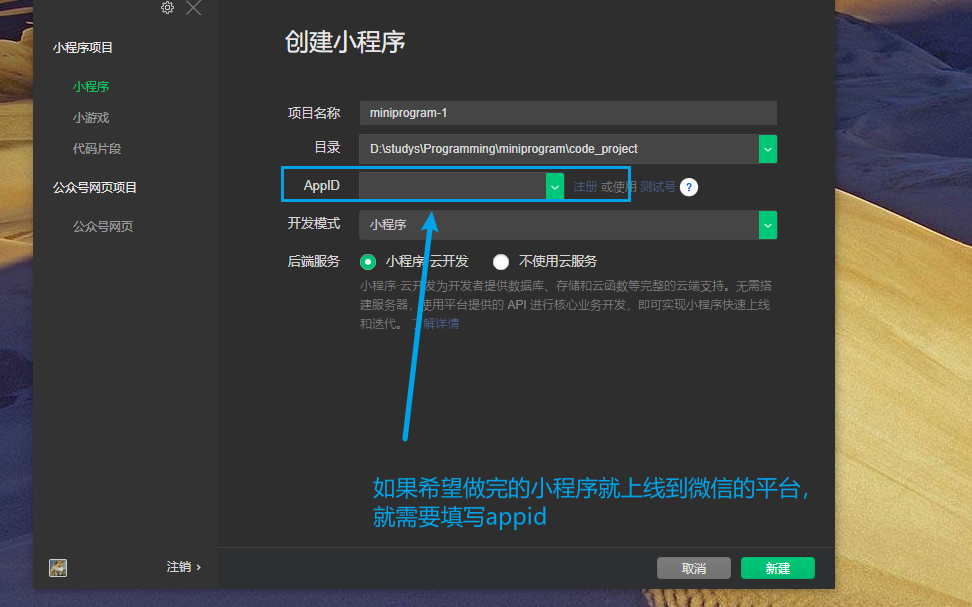 小程序项目
小程序
小游戏
代码片段
公众号网页项目
公众号网页
注销 ›
创建小程序
项目名称
miniprogram-1
目录
D:\studys\Programming\miniprogram\code_project
AppID
注册 或使用 测试号 ?
开发模式
小程序
后端服务
小程序·云开发
不使用云服务
小程序·云开发为开发者提供数据库、存储和云函数等完整的云端支持。无需搭
建服务器，使用平台提供的 API 进行核心业务开发，即可实现小程序快速上线
和迭代。 了解详情
如果希望做完的小程序就上线到微信的平台，
就需要填写appid
取消
新建